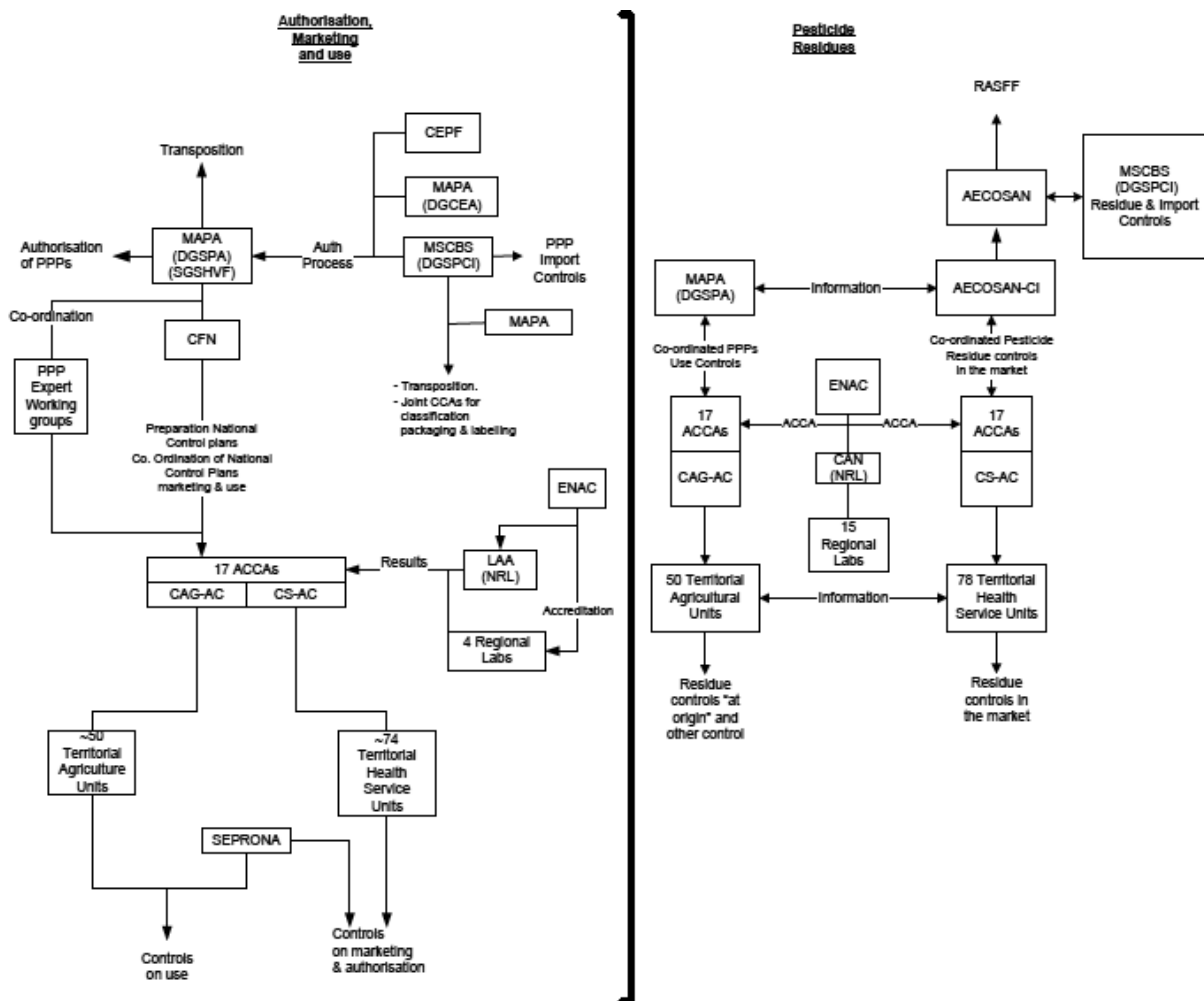 Authorisation,
Marketing
and use
CEPF
Transposition
MAPA
(DGCEA)
Authorisation
of PPPs
MAPA
(DGSPA)
(SGSHVF)
Auth
Process
MSCBS
(DGSPCI)
PPP
Import
Controls
Co-ordination
CFN
MAPA
PPP
Expert
Working
groups
- Transposition.
- Joint CCAs for
classification
packaging & labelling
Preparation National
Control plans
Co. Ordination of National
Control Plans
marketing & use
ENAC
17 ACCAs
CAG-AC
CS-AC
Results
LAA
(NRL)
Accreditation
4 Regional
Labs
~50
Territorial
Agriculture
Units
~74
Territorial
Health
Service
Units
SEPRONA
Controls
on use
Controls
on marketing
& authorisation
Pesticide
Residues
RASFF
AECOSAN
MSCBS
(DGSPCI)
Residue & Import
Controls
MAPA
(DGSPA)
Information
AECOSAN-CI
Co-ordinated PPPs
Use Controls
Co-ordinated Pesticide
Residue controls
in the market
ENAC
17
ACCAs
ACCA
ACCA
17
ACCAs
CAG-AC
CAN
(NRL)
CS-AC
15
Regional
Labs
50 Territorial
Agricultural
Units
Information
78 Territorial
Health
Service Units
Residue
controls "at
origin" and
other control
Residue
controls in
the market